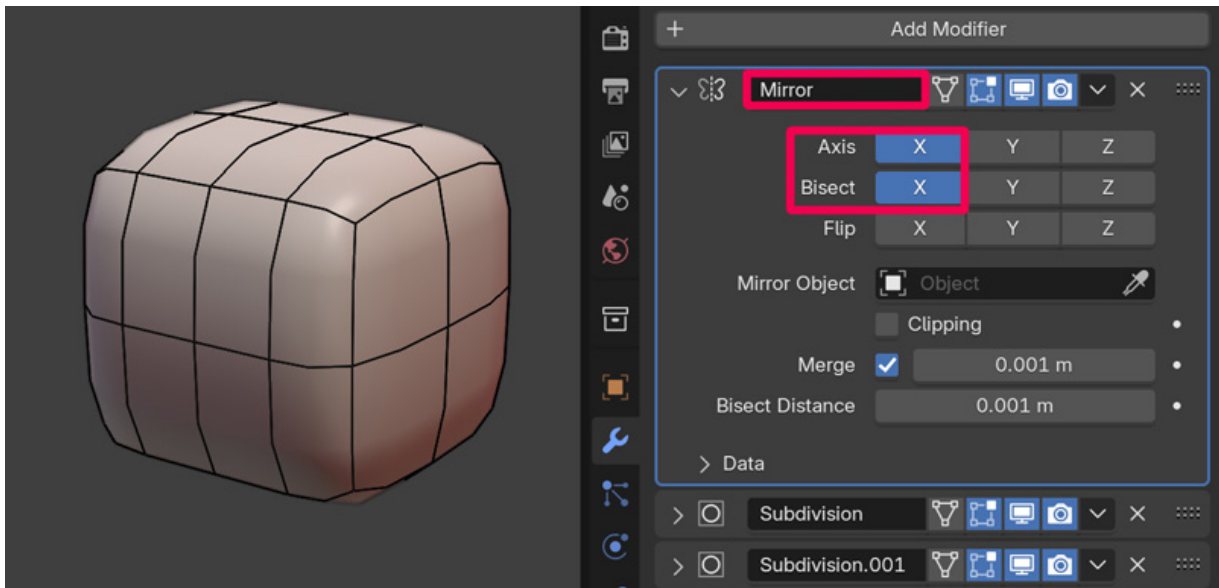 Add Modifier
Mirror
Axis X Y Z
Bisect X Y Z
Flip X Y Z
Mirror Object Object
Clipping
Merge 0.001 m
Bisect Distance 0.001 m
Data
Subdivision
Subdivision.001